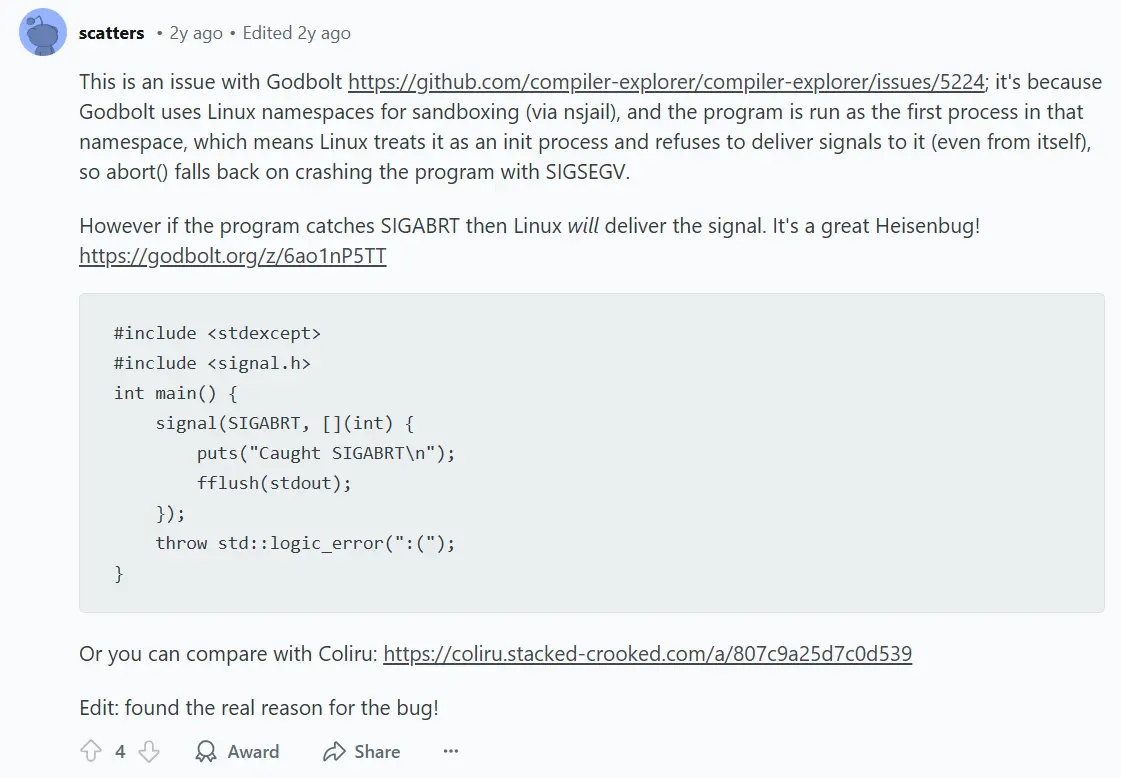 scatters • 2y ago • Edited 2y ago
This is an issue with Godbolt https://github.com/compiler-explorer/compiler-explorer/issues/5224; it's because
Godbolt uses Linux namespaces for sandboxing (via nsjail), and the program is run as the first process in that
namespace, which means Linux treats it as an init process and refuses to deliver signals to it (even from itself),
so abort() falls back on crashing the program with SIGSEGV.
However if the program catches SIGABRT then Linux will deliver the signal. It's a great Heisenbug!
https://godbolt.org/z/6ao1nP5TT
#include <stdexcept>
#include <signal.h>
int main() {
    signal(SIGABRT, [](int) {
        puts("Caught SIGABRT\n");
        fflush(stdout);
    });
    throw std::logic_error(":(");
}
Or you can compare with Coliru: https://coliru.stacked-crooked.com/a/807c9a25d7c0d539
Edit: found the real reason for the bug!
4 Award Share ···